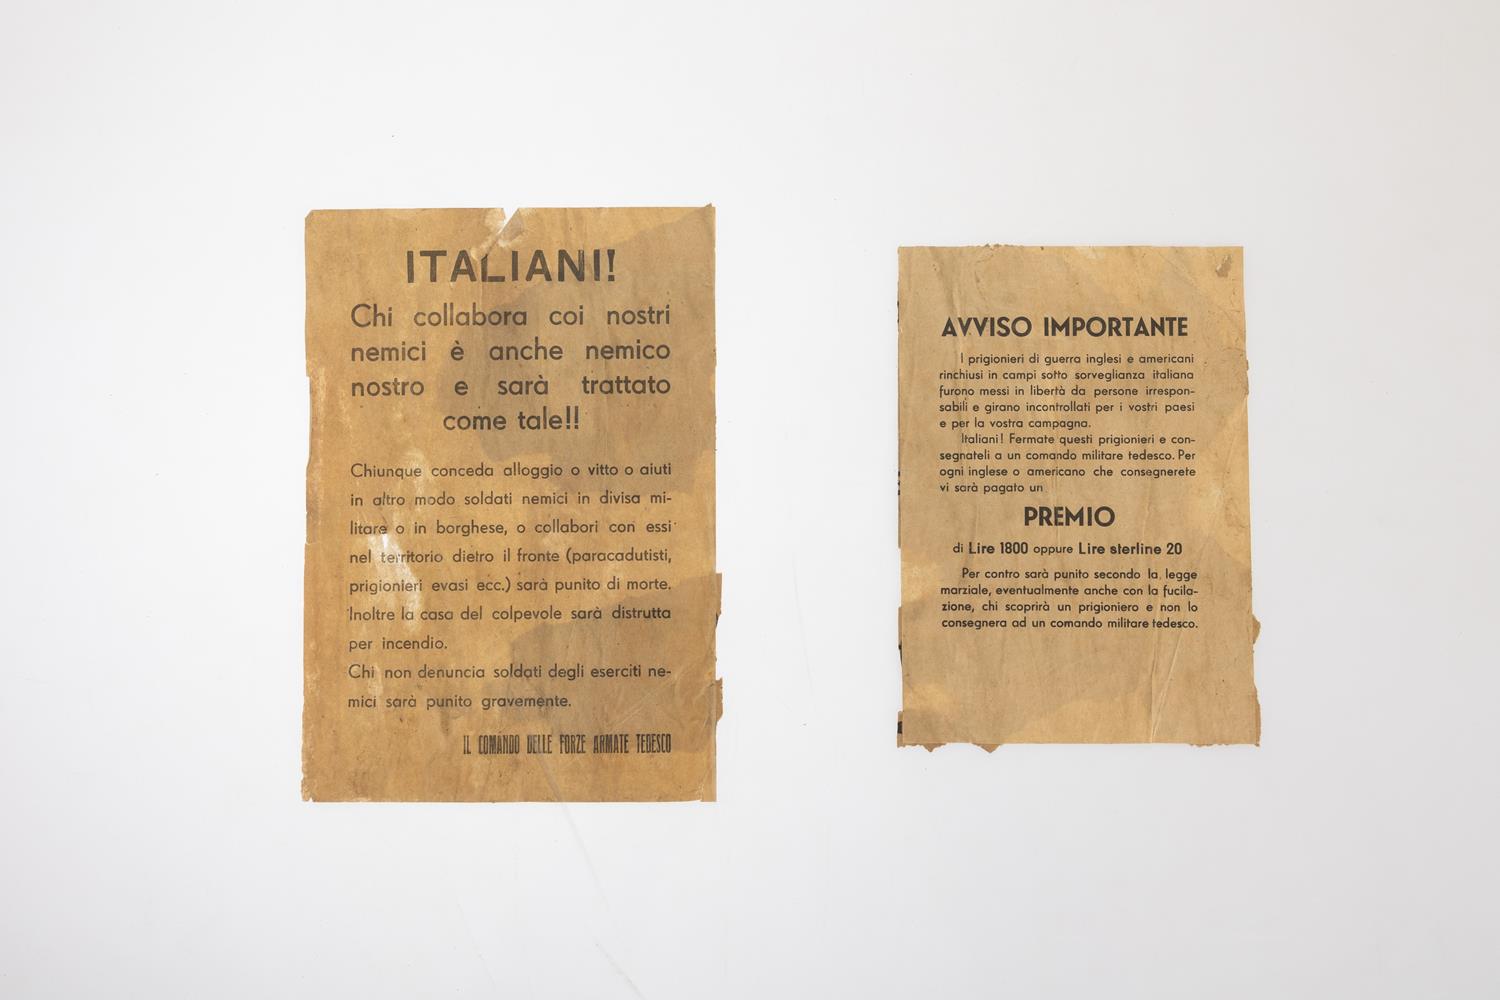 ITALIANI!
Chi collabora coi nostri
nemici è anche nemico
nostro e sarà trattato
come tale!!
Chiunque conceda alloggio o vitto o aiuti
in altro modo soldati nemici in divisa mi-
litare o in borghese, o collabori con essi
nel territorio dietro il fronte (paracadutisti,
prigionieri evasi ecc.) sarà punito di morte.
Inoltre la casa del colpevole sarà distrutta
per incendio.
Chi non denuncia soldati degli eserciti ne-
mici sarà punito gravemente.
IL COMANDO DELLE FORZE ARMATE TEDESCO
AVVISO IMPORTANTE
I prigionieri di guerra inglesi e americani
rinchiusi in campi sotto sorveglianza italiana
furono messi in libertà da persone irrespon-
sabili e girano incontrollati per i vostri paesi
e per la vostra campagna.
Italiani! Fermate questi prigionieri e con-
segnateli a un comando militare tedesco. Per
ogni inglese o americano che consegnerete
vi sarà pagato un
PREMIO
di Lire 1800 oppure Lire sterline 20
Per contro sarà punito secondo la legge
marziale, eventualmente anche con la fucila-
zione, chi scoprirà un prigioniero e non lo
consegnera ad un comando militare tedesco.